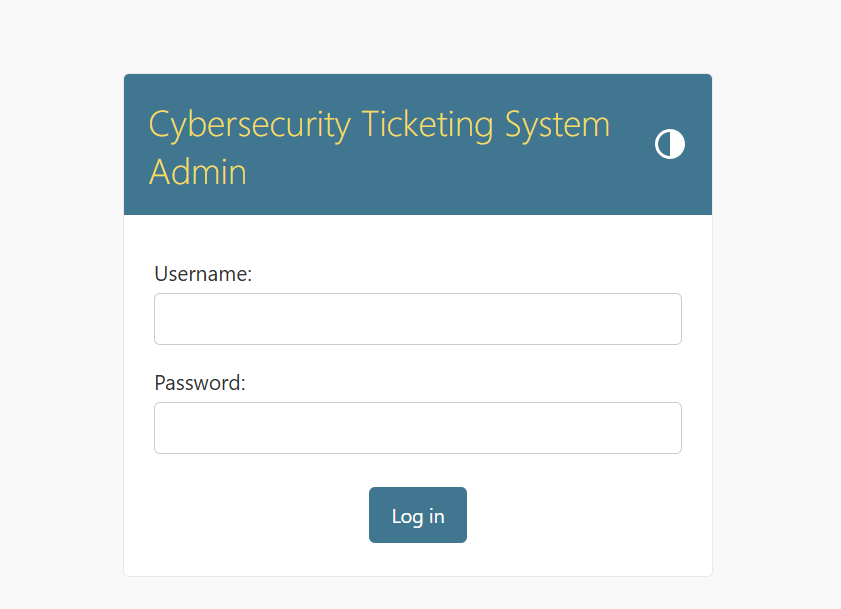 Cybersecurity Ticketing System
Admin
Username:
Password:
Log in